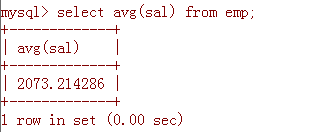 mysql> select avg(sal) from emp;
+-------------+
| avg(sal)    |
+-------------+
| 2073.214286 |
+-------------+
1 row in set (0.00 sec)